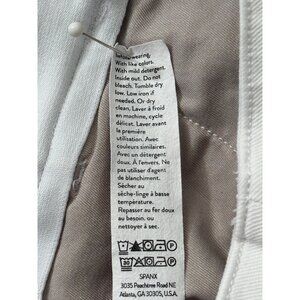 before wearing.
With like colors.
With mild detergent.
Inside out. Do not
bleach. Tumble dry
low. Low iron if
needed. Or dry
clean. Laver à froid
en machine, cycle
délicat. Laver avant
la première
utilisation. Avec
couleurs similaires.
Avec un détergent
doux. À l'envers. Ne
pas utiliser d'agent
de blanchiment.
Sécher au
sèche-linge à basse
température.
Repasser au fer doux
au besoin. ou
nettoyer à sec.
SPANX
3035 Peachtree Road NE
Atlanta, GA 30305, U.S.A.